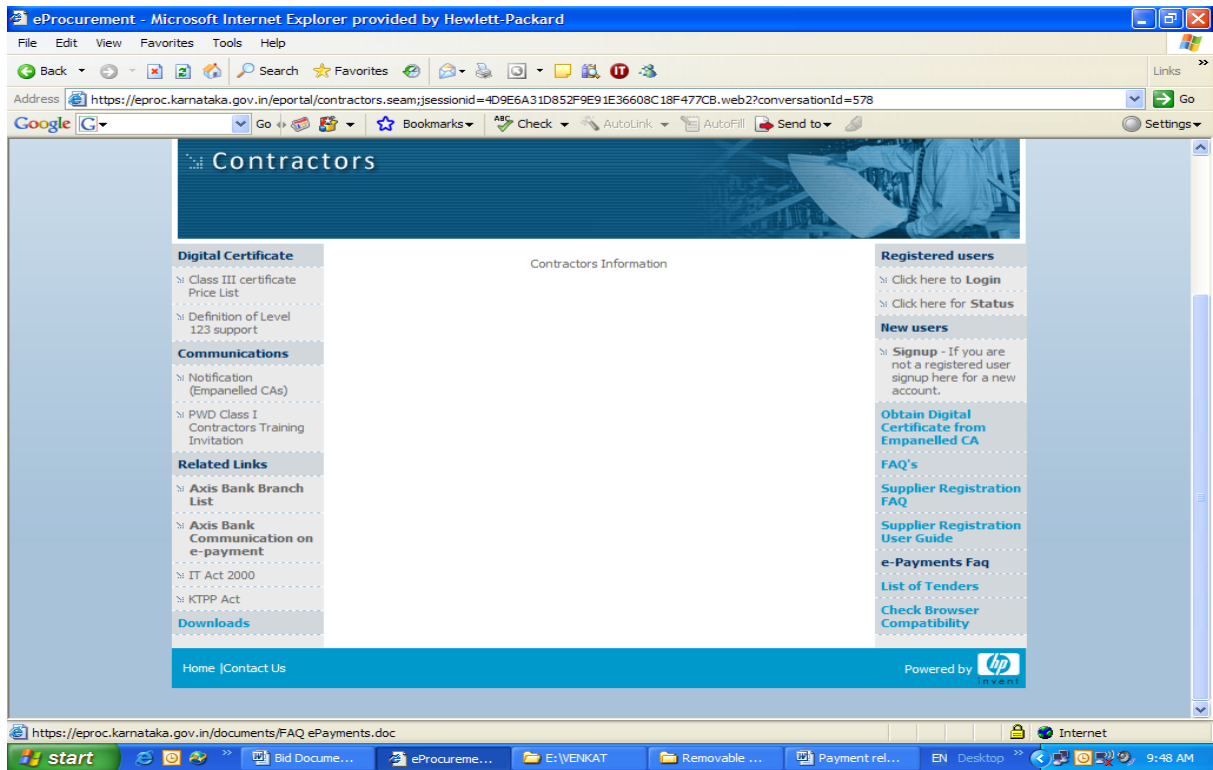 eProcurement - Microsoft Internet Explorer provided by Hewlett-Packard
File Edit View Favorites Tools Help
Back Search Favorites Links
Address https://eproc.karnataka.gov.in/eportal/contractors.seam;jsessionid=4D9E6A31D852F9E91E36608C18F477CB.web2?conversationId=578 Go
Google G Go Bookmarks ABC Check AutoLink AutoFill Send to Settings
Contractors
Digital Certificate
Class III certificate
Price List
Definition of Level
123 support
Communications
Notification
(Empanelled CAs)
PWD Class I
Contractors Training
Invitation
Related Links
Axis Bank Branch
List
Axis Bank
Communication on
e-payment
IT Act 2000
KTPP Act
Downloads
Contractors Information
Registered users
Click here to Login
Click here for Status
New users
Signup - If you are
not a registered user
signup here for a new
account.
Obtain Digital
Certificate from
Empanelled CA
FAQ's
Supplier Registration
FAQ
Supplier Registration
User Guide
e-Payments Faq
List of Tenders
Check Browser
Compatibility
Home |Contact Us
Powered by hp
invent
https://eproc.karnataka.gov.in/documents/FAQ ePayments.doc Internet
start Bid Docume... eProcureme... E:\VENKAT Removable ... Payment rel... EN Desktop 9:48 AM